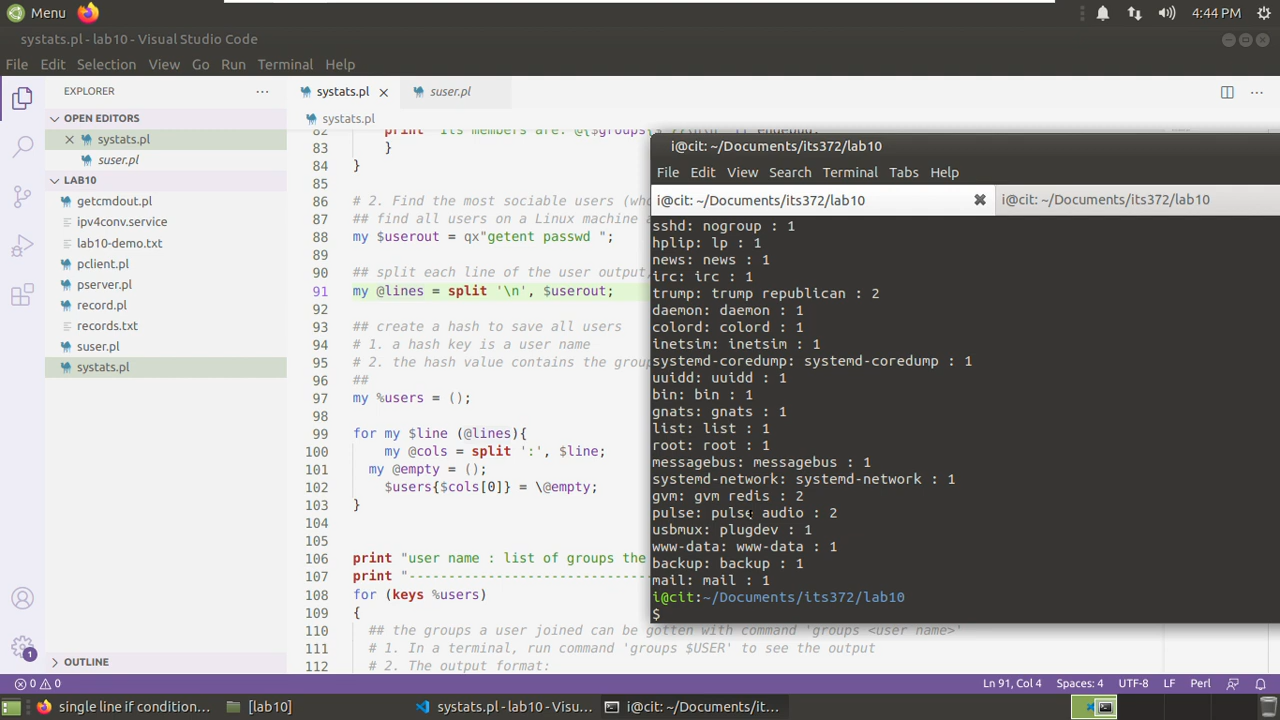 Menu
4:44 PM
systats.pl - lab10 - Visual Studio Code
File Edit Selection View Go Run Terminal Help
EXPLORER
systats.pl
suser.pl
OPEN EDITORS
systats.pl
suser.pl
LAB10
getcmdout.pl
ipv4conv.service
lab10-demo.txt
pclient.pl
pserver.pl
record.pl
records.txt
suser.pl
systats.pl
OUTLINE
1
systats.pl
82 print "its members are: @{$groups{$
83 }
84 }
85
86 # 2. Find the most sociable users (who
87 ## find all users on a Linux machine a
88 my $userout = qx"getent passwd ";
89
90 ## split each line of the user output,
91 my @lines = split '\n', $userout;
92
93 ## create a hash to save all users
94 # 1. a hash key is a user name
95 # 2. the hash value contains the group
96 ##
97 my %users = ();
98
99 for my $line (@lines){
100 my @cols = split ':', $line;
101 my @empty = ();
102 $users{$cols[0]} = \@empty;
103 }
104
105
106 print "user name : list of groups the
107 print "-----------------------------
108 for (keys %users)
109 {
110 ## the groups a user joined can be gotten with command 'groups <user name>'
111 # 1. In a terminal, run command 'groups $USER' to see the output
112 # 2. The output format:
i@cit: ~/Documents/its372/lab10
File Edit View Search Terminal Tabs Help
i@cit: ~/Documents/its372/lab10
i@cit: ~/Documents/its372/lab10
sshd: nogroup : 1
hplip: lp : 1
news: news : 1
irc: irc : 1
trump: trump republican : 2
daemon: daemon : 1
colord: colord : 1
inetsim: inetsim : 1
systemd-coredump: systemd-coredump : 1
uuidd: uuidd : 1
bin: bin : 1
gnats: gnats : 1
list: list : 1
root: root : 1
messagebus: messagebus : 1
systemd-network: systemd-network : 1
gvm: gvm redis : 2
pulse: pulse audio : 2
usbmux: plugdev : 1
www-data: www-data : 1
backup: backup : 1
mail: mail : 1
i@cit:~/Documents/its372/lab10
$
0 0
Ln 91, Col 4 Spaces: 4 UTF-8 LF Perl
single line if condition... [lab10] systats.pl - lab10 - Visual Stu... i@cit: ~/Documents/it...